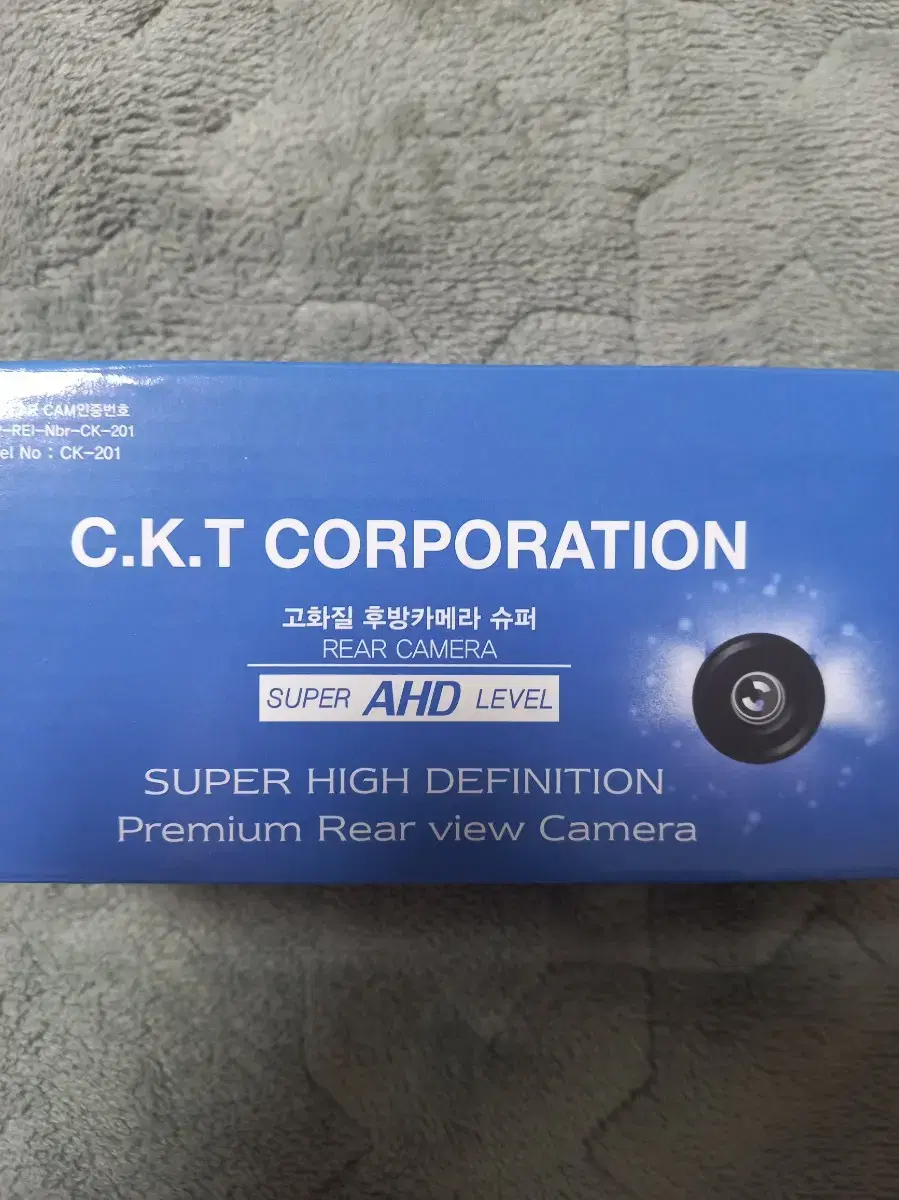 CAM인증번호
-REI-Nbr-CK-201
No : CK-201
C.K.T CORPORATION
고화질 후방카메라 슈퍼
REAR CAMERA
SUPER AHD LEVEL
SUPER HIGH DEFINITION
Premium Rear view Camera